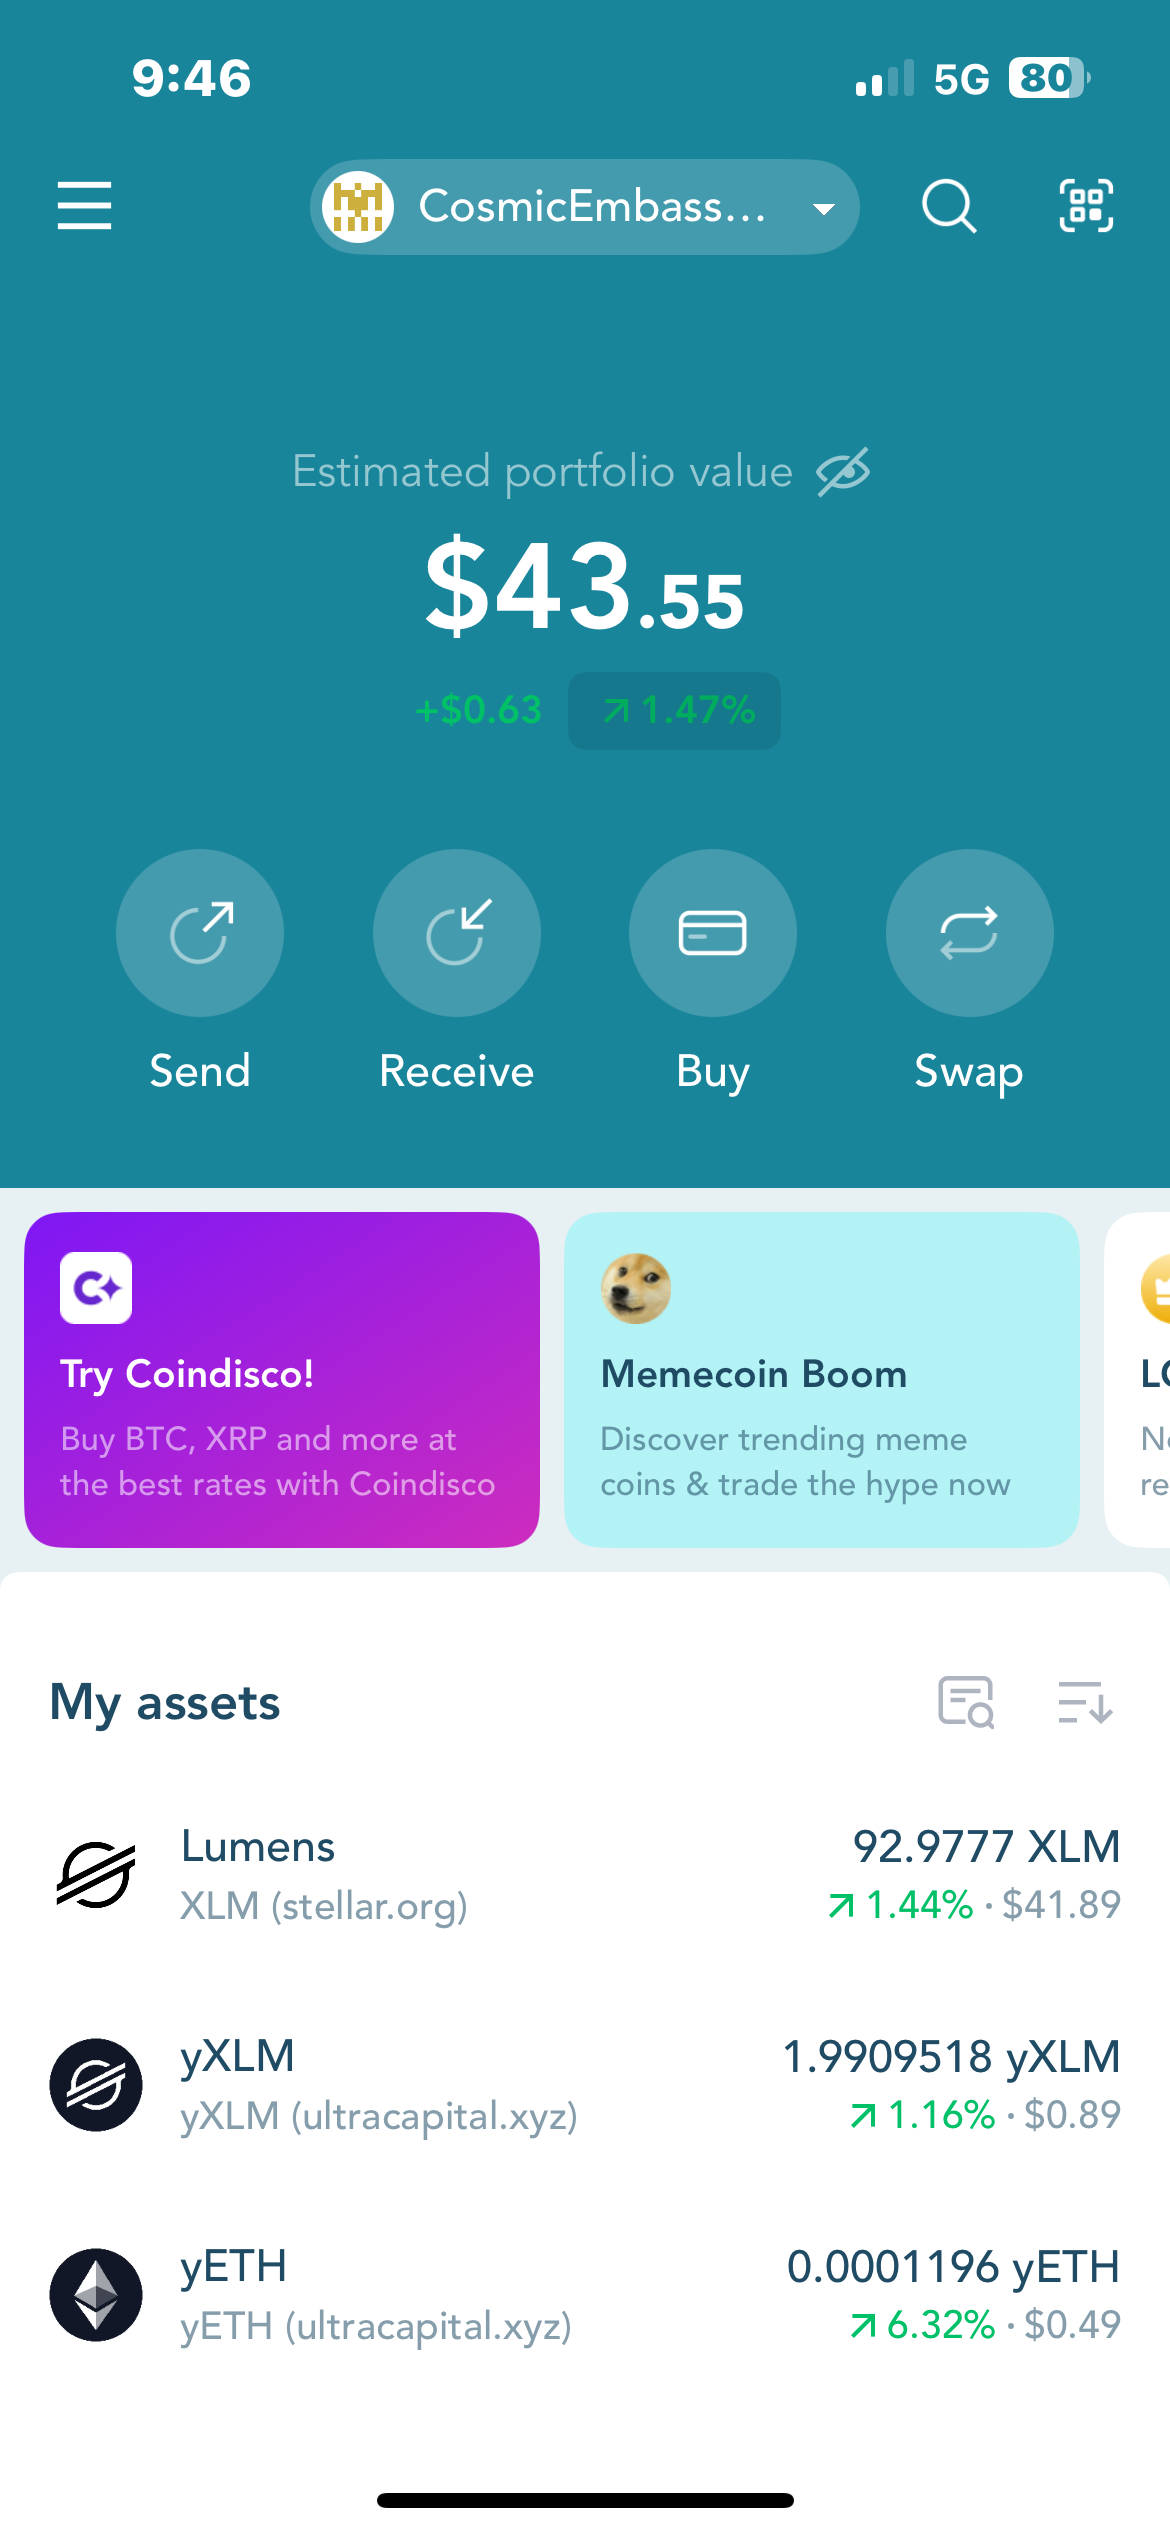 9:46
5G
80
CosmicEmbass...
Estimated portfolio value
$43.55
+$0.63
1.47%
Send
Receive
Buy
Swap
Try Coindisco!
Buy BTC, XRP and more at
the best rates with Coindisco
Memecoin Boom
Discover trending meme
coins & trade the hype now
My assets
Lumens
92.9777 XLM
XLM (stellar.org)
1.44% · $41.89
yXLM
1.9909518 yXLM
yXLM (ultracapital.xyz)
1.16% · $0.89
yETH
0.0001196 yETH
yETH (ultracapital.xyz)
6.32% · $0.49